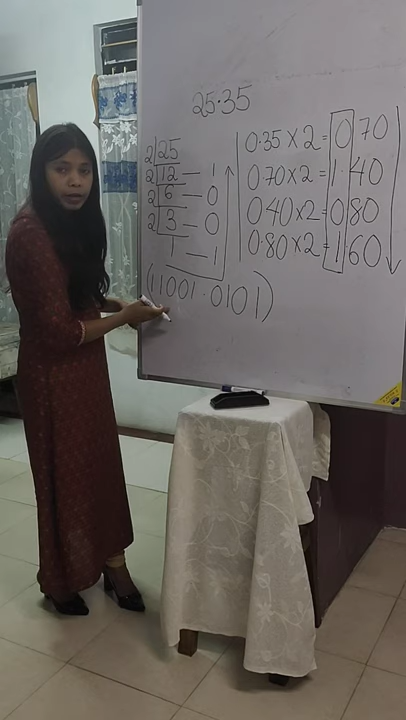 25.35
2 25
2 12 — 1
2 6 — 0
2 3 — 0
1 — 1
0.35 x 2 = 0 70
0.70 x 2 = 1.40
0.40 x 2 = 0 80
0.80 x 2 = 1 60
(11001.0101)